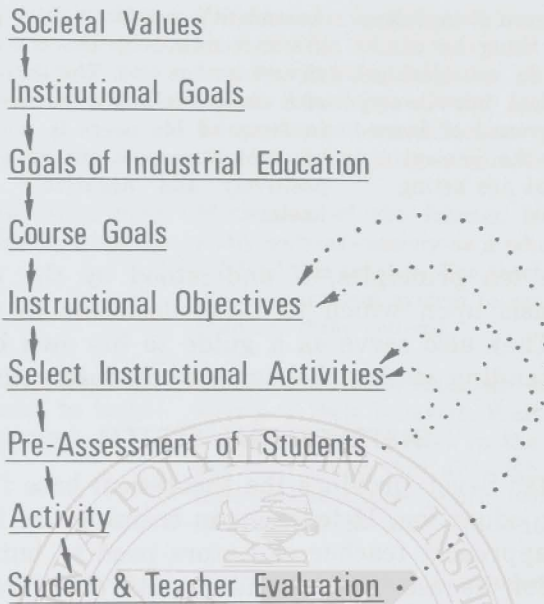 Societal Values
Institutional Goals
Goals of Industrial Education
Course Goals
Instructional Objectives
Select Instructional Activities
Pre-Assessment of Students
POLYTECHNIC
Activity
Student & Teacher Evaluation